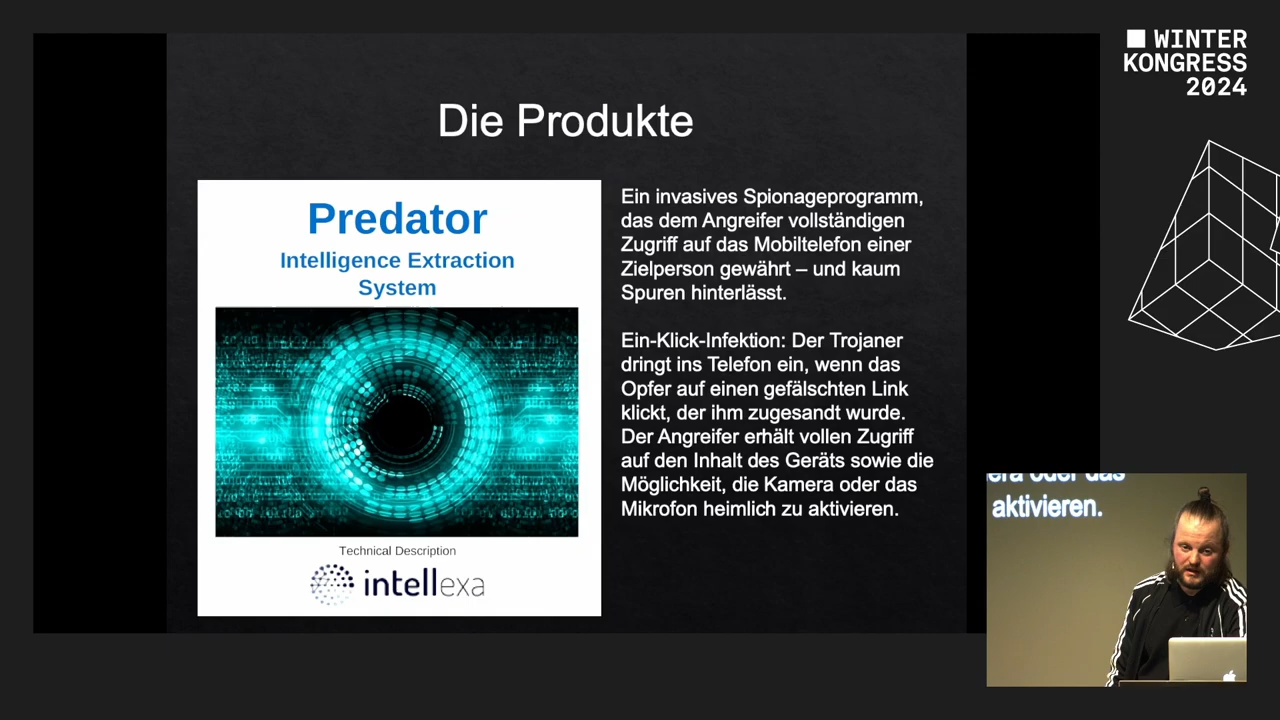 WINTER
KONGRESS
2024
Die Produkte
Predator
Intelligence Extraction
System
Technical Description
intellexa
Ein invasives Spionageprogramm,
das dem Angreifer vollständigen
Zugriff auf das Mobiltelefon einer
Zielperson gewährt – und kaum
Spuren hinterlässt.
Ein-Klick-Infektion: Der Trojaner
dringt ins Telefon ein, wenn das
Opfer auf einen gefälschten Link
klickt, der ihm zugesandt wurde.
Der Angreifer erhält vollen Zugriff
auf den Inhalt des Geräts sowie die
Möglichkeit, die Kamera oder das
Mikrofon heimlich zu aktivieren.
era oder das
aktivieren.